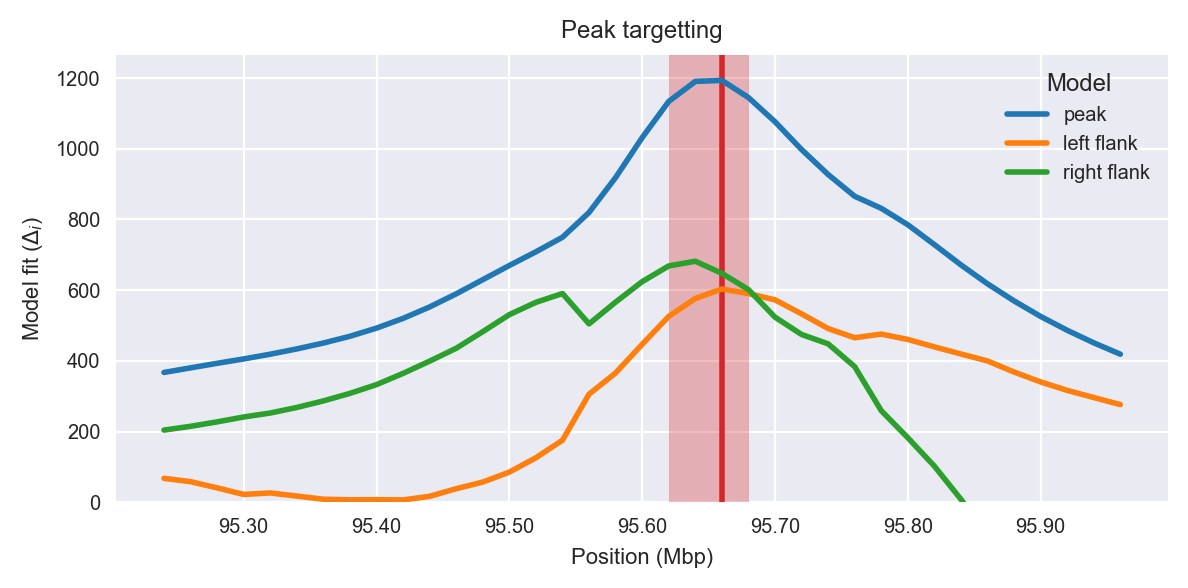 Peak targetting
Model fit (Δi)
1200
1000
800
600
400
200
0
Model
peak
left flank
right flank
95.30 95.40 95.50 95.60 95.70 95.80 95.90
Position (Mbp)